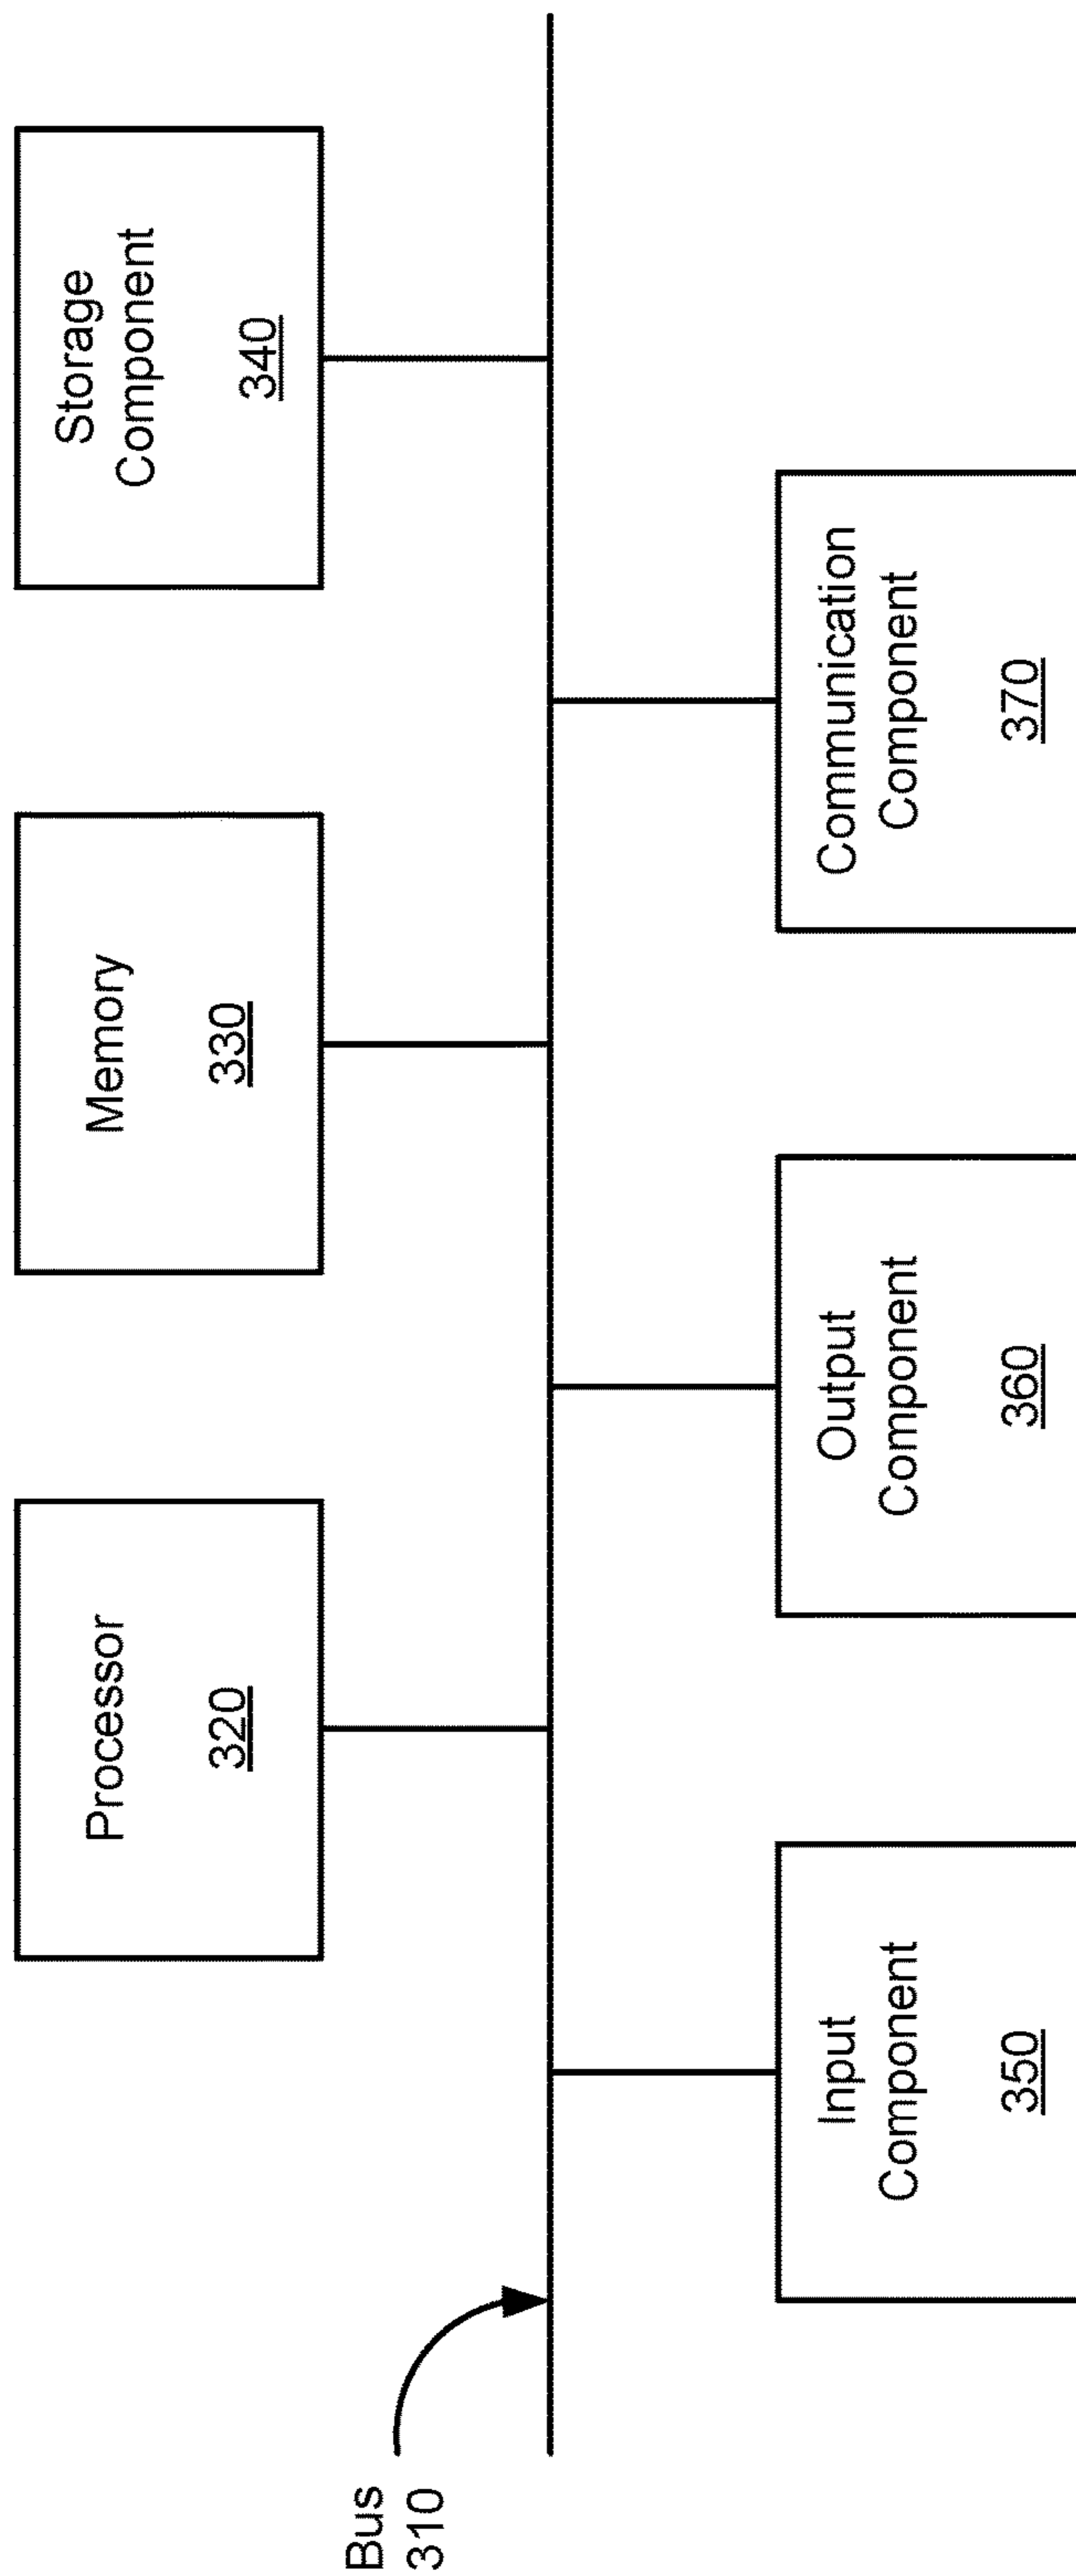 Processor
320
Memory
330
Storage
Component
340
Bus
310
Input
Component
350
Output
Component
360
Communication
Component
370